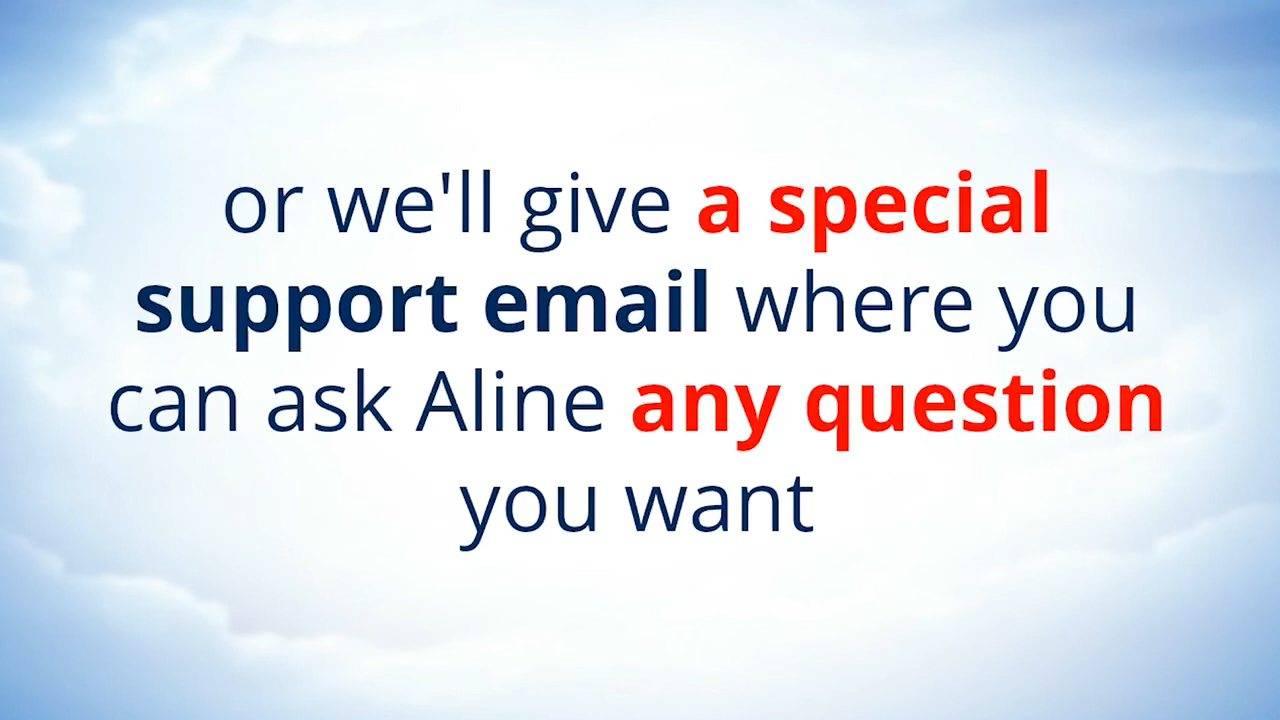 or we'll give a special
support email where you
can ask Aline any question
you want